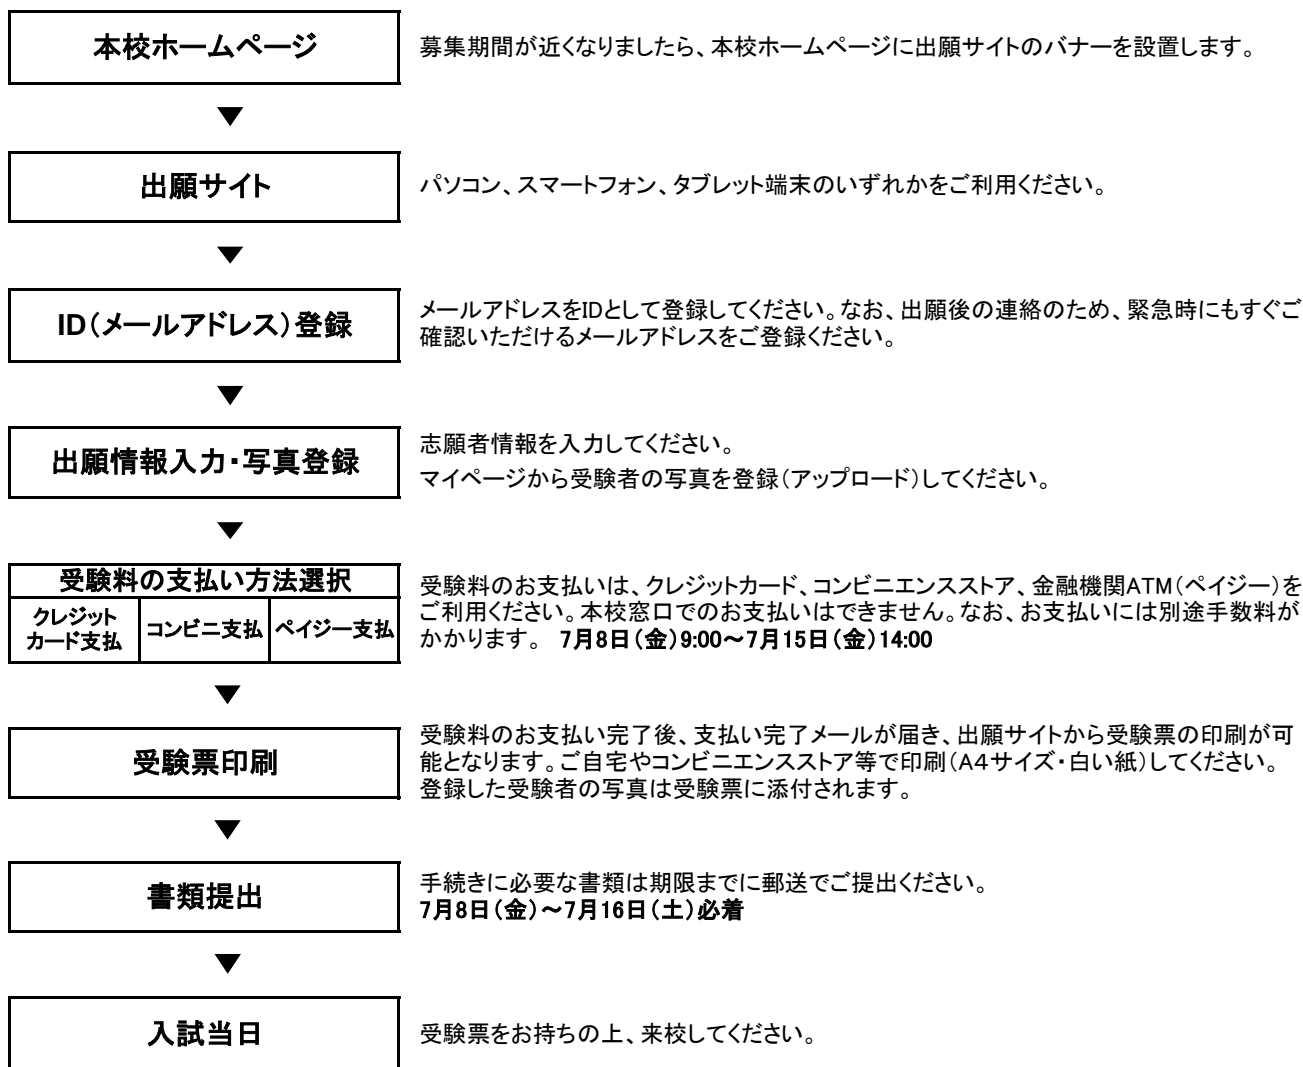 本校ホームページ
募集期間が近くなりましたら、本校ホームページに出願サイトのバナーを設置します。
▼
出願サイト
パソコン、スマートフォン、タブレット端末のいずれかをご利用ください。
▼
ID（メールアドレス）登録
メールアドレスをIDとして登録してください。なお、出願後の連絡のため、緊急時にもすぐご
確認いただけるメールアドレスをご登録ください。
▼
出願情報入力・写真登録
志願者情報を入力してください。
マイページから受験者の写真を登録（アップロード）してください。
▼
受験料の支払い方法選択
クレジット
カード支払
コンビニ支払
ペイジー支払
受験料のお支払いは、クレジットカード、コンビニエンスストア、金融機関ATM（ペイジー）を
ご利用ください。本校窓口でのお支払いはできません。なお、お支払いには別途手数料が
かかります。 7月8日（金）9:00～7月15日（金）14:00
▼
受験票印刷
受験料のお支払い完了後、支払い完了メールが届き、出願サイトから受験票の印刷が可
能となります。ご自宅やコンビニエンスストア等で印刷（A4サイズ・白い紙）してください。
登録した受験者の写真は受験票に添付されます。
▼
書類提出
手続きに必要な書類は期限までに郵送でご提出ください。
7月8日（金）～7月16日（土）必着
▼
入試当日
受験票をお持ちの上、来校してください。